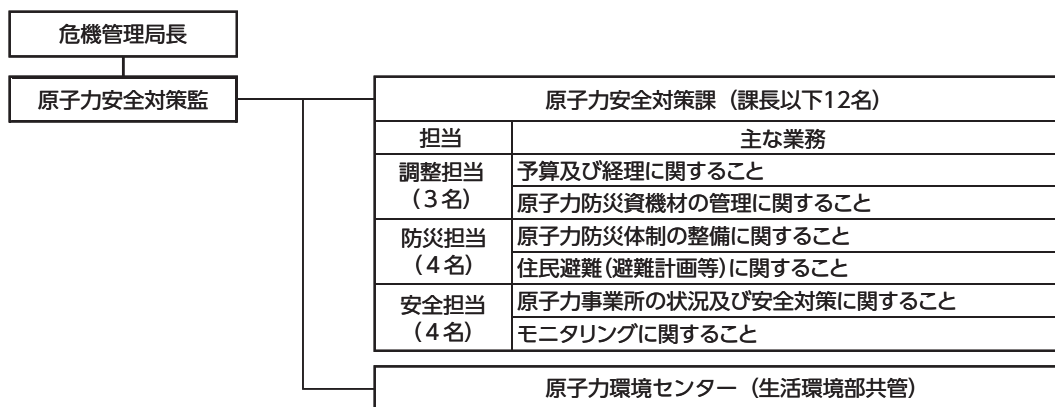 危機管理局長
原子力安全対策監
原子力安全対策課（課長以下12名）
担当
主な業務
調整担当
（３名）
予算及び経理に関すること
原子力防災資機材の管理に関すること
防災担当
（４名）
原子力防災体制の整備に関すること
住民避難（避難計画等）に関すること
安全担当
（４名）
原子力事業所の状況及び安全対策に関すること
モニタリングに関すること
原子力環境センター（生活環境部共管）